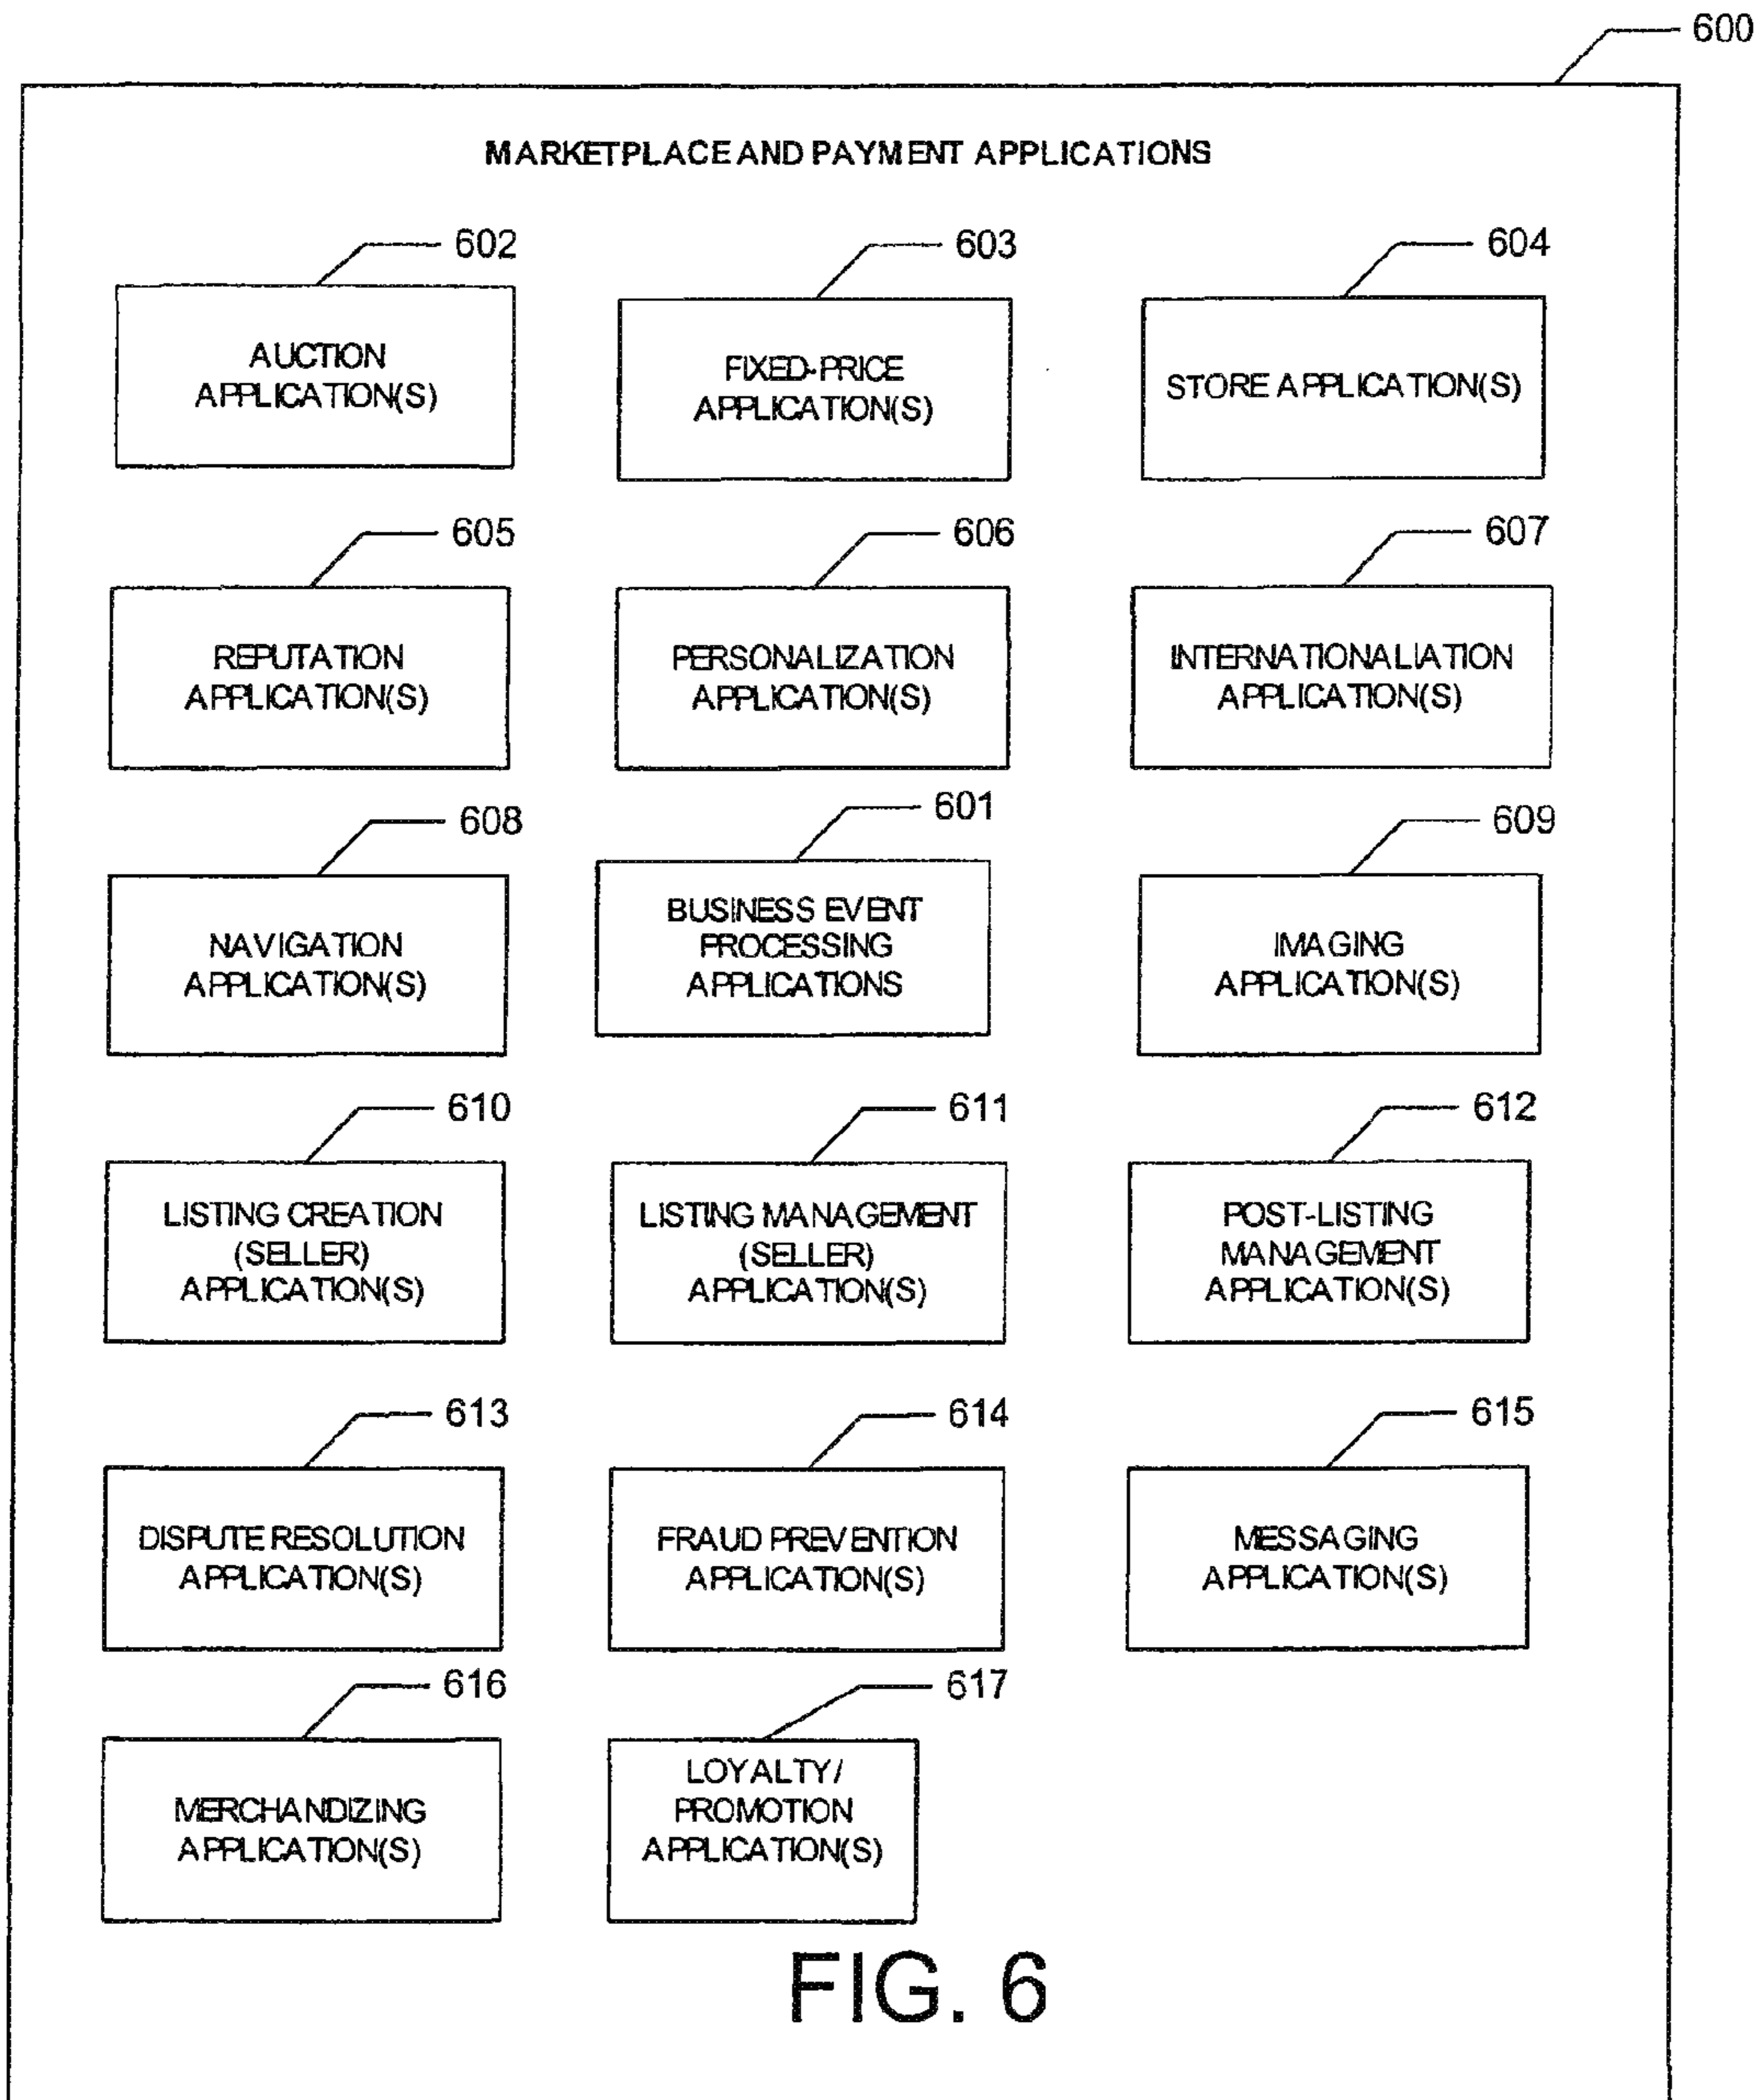 600
MARKETPLACE AND PAYMENT APPLICATIONS
602
AUCTION
APPLICATION(S)
603
FIXED-PRICE
APPLICATION(S)
604
STORE APPLICATION(S)
605
REPUTATION
APPLICATION(S)
606
PERSONALIZATION
APPLICATION(S)
607
INTERNATIONALIATION
APPLICATION(S)
608
NAVIGATION
APPLICATION(S)
601
BUSINESS EVENT
PROCESSING
APPLICATIONS
609
IMAGING
APPLICATION(S)
610
LISTING CREATION
(SELLER)
APPLICATION(S)
611
LISTING MANAGEMENT
(SELLER)
APPLICATION(S)
612
POST-LISTING
MANAGEMENT
APPLICATION(S)
613
DISPUTE RESOLUTION
APPLICATION(S)
614
FRAUD PREVENTION
APPLICATION(S)
615
MESSAGING
APPLICATION(S)
616
MERCHANDIZING
APPLICATION(S)
617
LOYALTY/
PROMOTION
APPLICATION(S)
FIG. 6